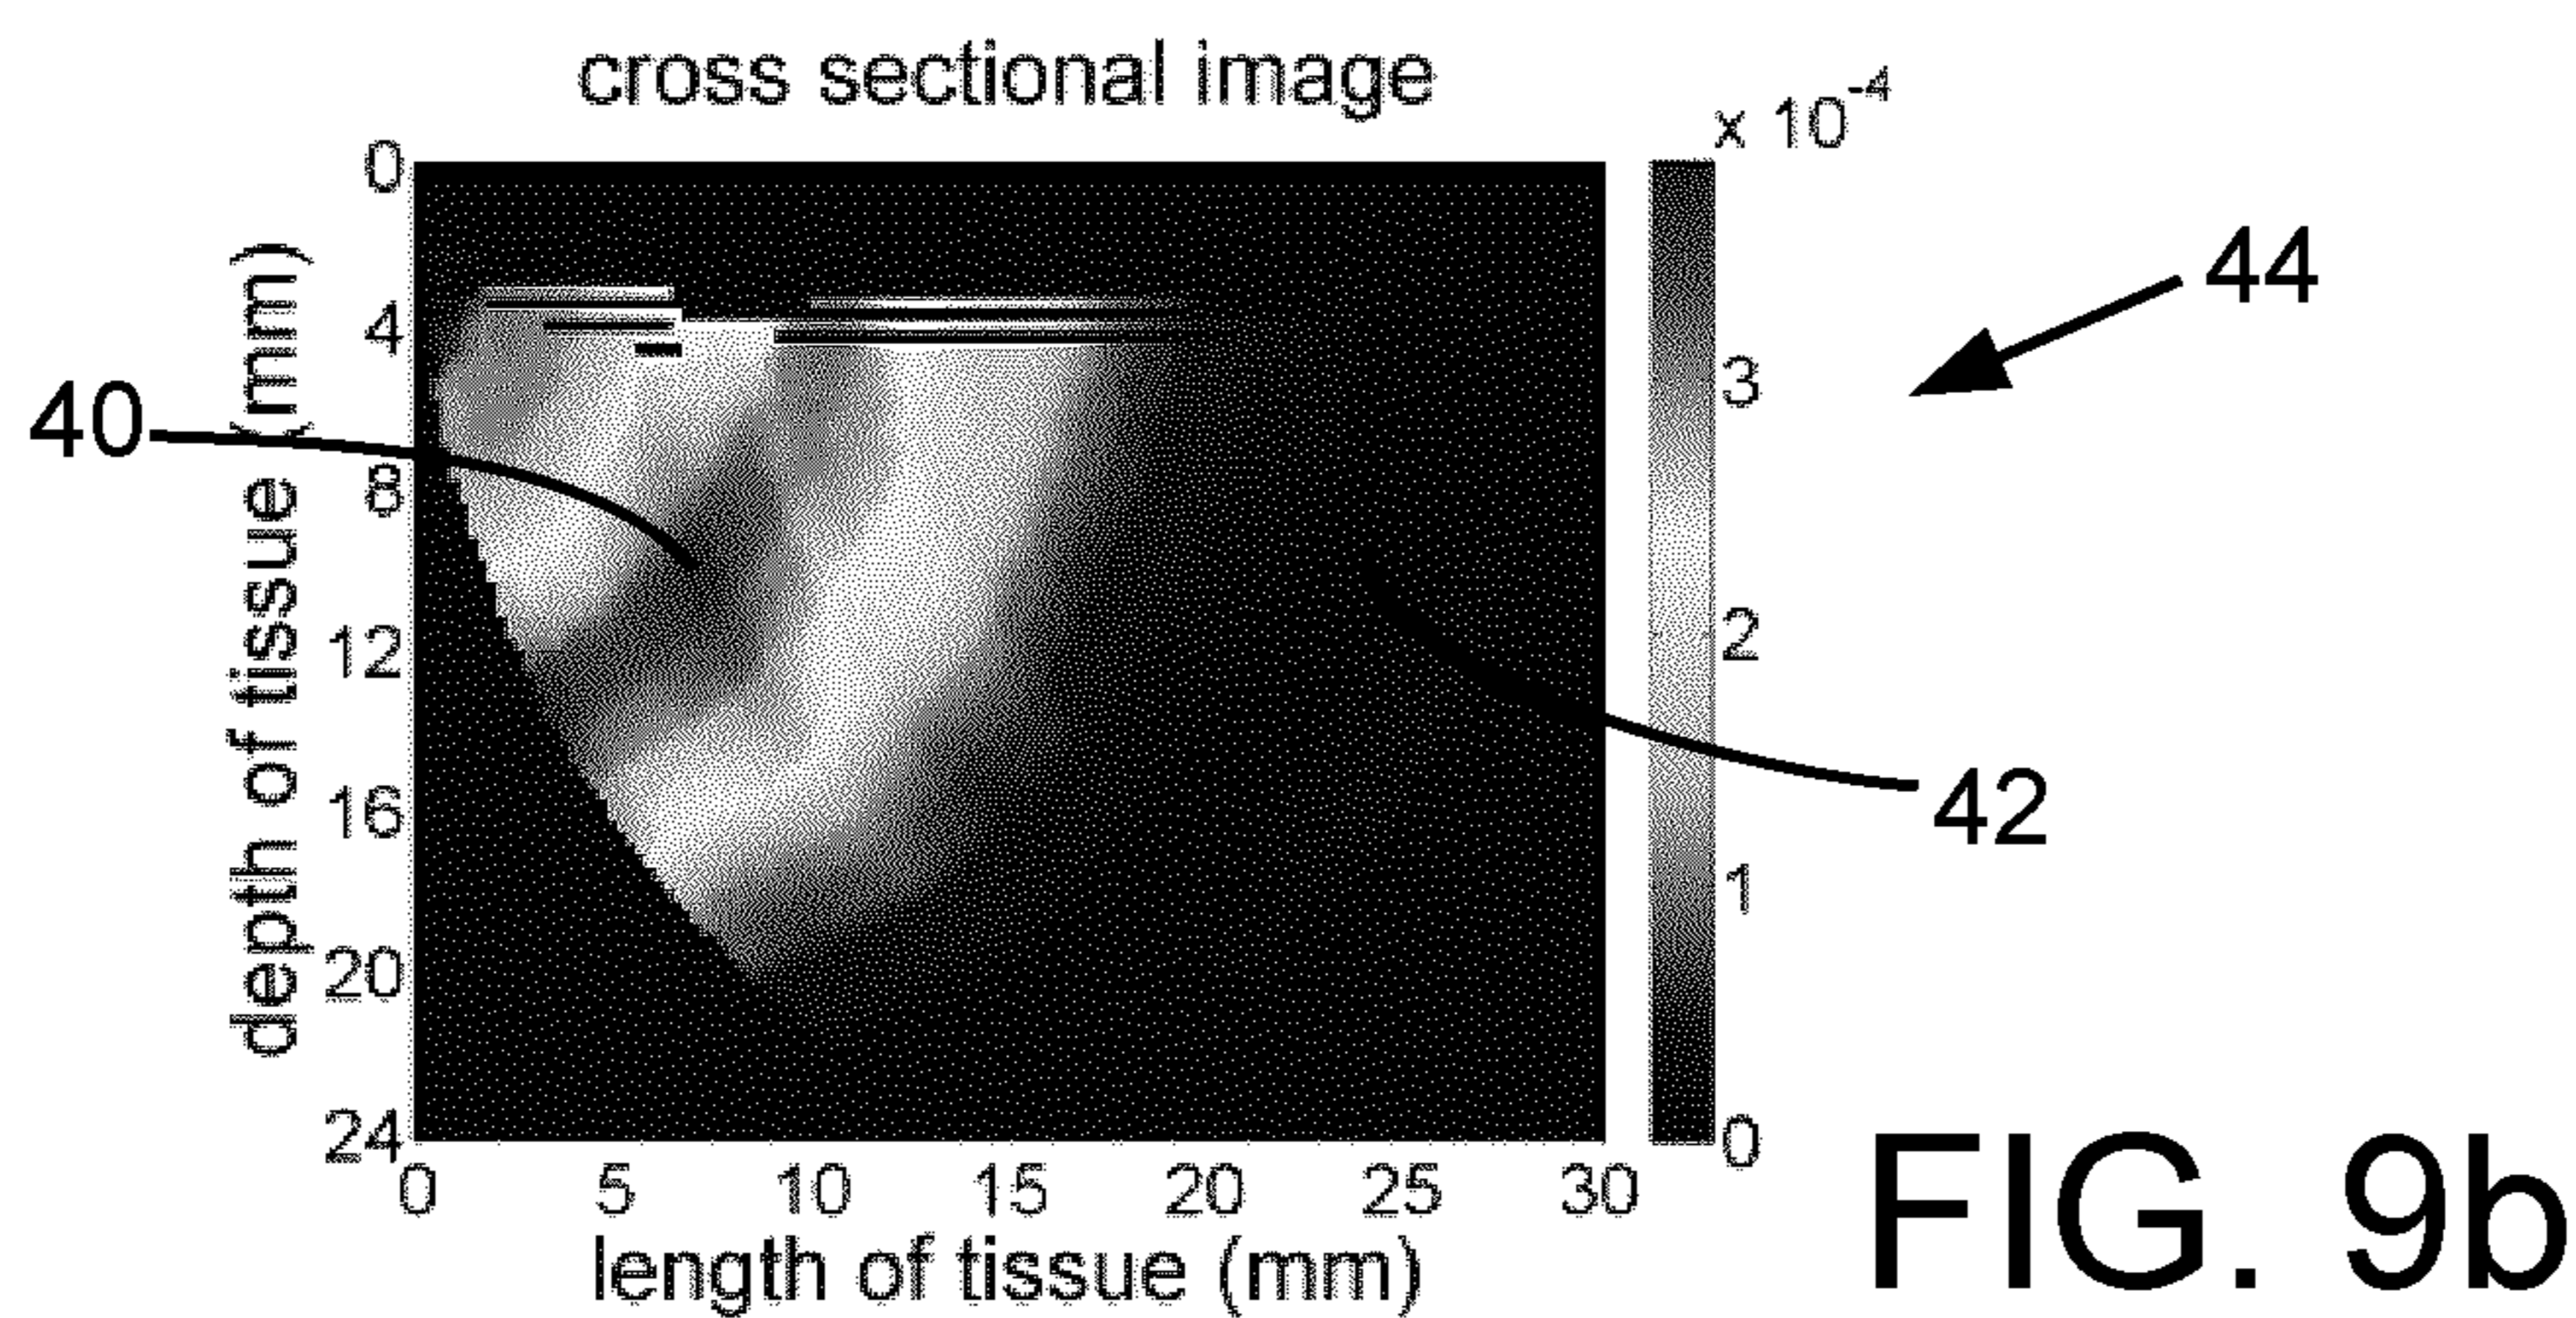 cross sectional image
x 10-4
0
4
8
12
16
20
24
depth of tissue (mm)
0 5 10 15 20 25 30
length of tissue (mm)
3
2
1
0
40
42
44
FIG. 9b